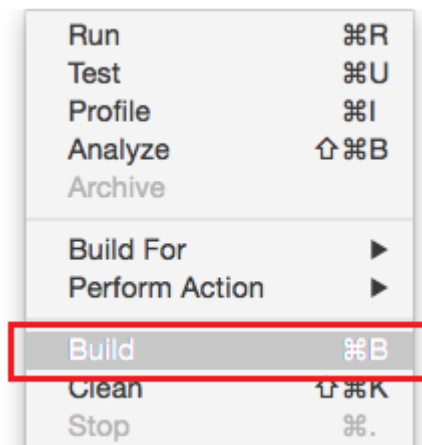 Run ⌘R
Test ⌘U
Profile ⌘I
Analyze ⇧⌘B
Archive
Build For ▶
Perform Action ▶
Build ⌘B
Clean ⇧⌘K
Stop ⌘.